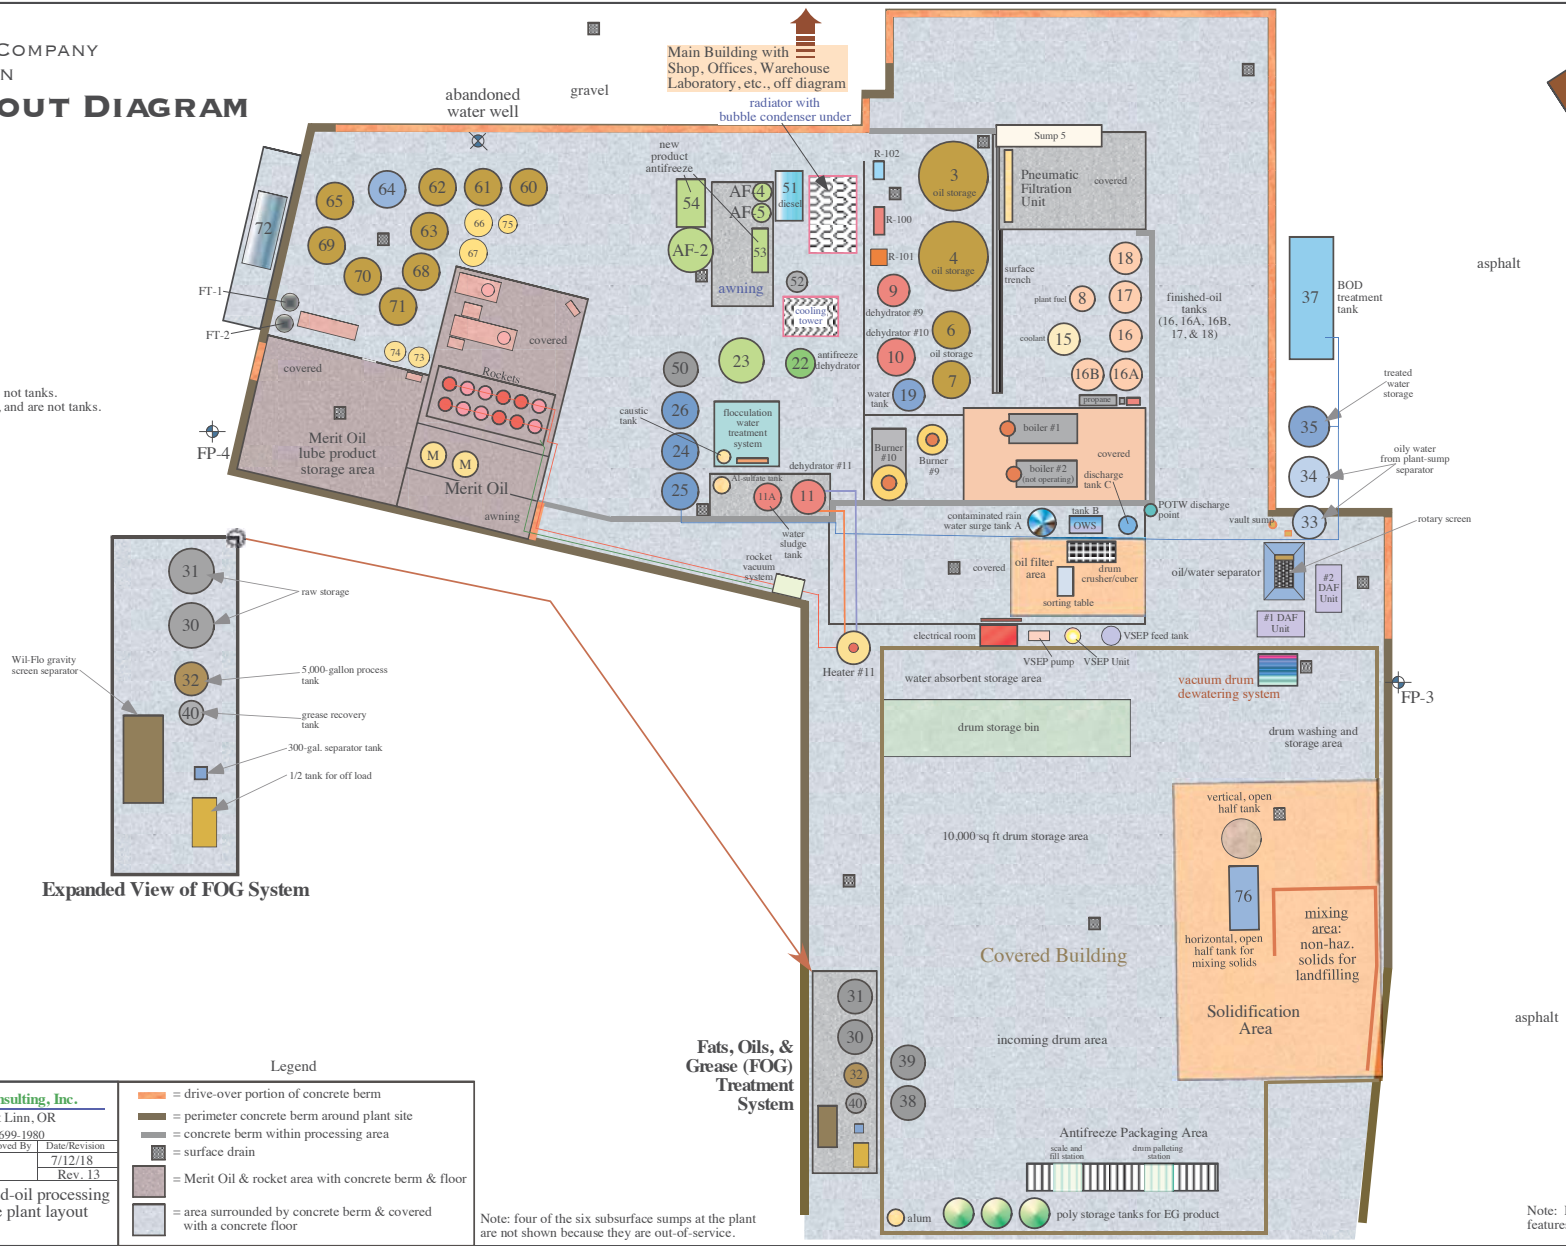 COMPANY
N
OUT DIAGRAM
abandoned
water well
gravel
Main Building with
Shop, Offices, Warehouse
Laboratory, etc., off diagram
radiator with
bubble condenser under
new
product
antifreeze
R-102
3
oil storage
Sump 5
Pneumatic
Filtration
Unit
covered
65
64
62
61
60
66
75
63
67
69
70
68
71
72
FT-1
FT-2
74
73
54
AF-4
AF-5
51
diesel
AF-2
53
awning
52
R-100
R-101
4
oil storage
surface
trench
18
9
dehydrator #9
plant fuel
8
17
finished-oil
tanks
(16, 16A, 16B,
17, & 18)
cooling
tower
dehydrator #10
10
6
oil storage
coolant
15
16
7
16B
16A
propane
37
BOD
treatment
tank
asphalt
covered
covered
Rockets
50
23
22
antifreeze
dehydrator
water
tank
19
26
24
25
caustic
tank
flocculation
water
treatment
system
dehydrator #11
Al-sulfate tank
11A
11
water
sludge
tank
not tanks.
, and are not tanks.
FP-4
Merit Oil
lube product
storage area
M
M
Merit Oil
awning
Burner
#10
Burner
#9
boiler #1
covered
boiler #2
(not operating)
discharge
tank C
treated
water
storage
35
oily water
from plant-sump
separator
34
33
vault sump
rotary screen
POTW discharge
point
contaminated rain
water surge tank A
tank B
OWS
covered
oil filter
area
drum
crusher/cuber
sorting table
oil/water separator
#2
DAF
Unit
#1 DAF
Unit
rocket
vacuum
system
electrical room
VSEP pump
VSEP Unit
VSEP feed tank
Heater #11
31
raw storage
30
Wil-Flo gravity
screen separator
32
5,000-gallon process
tank
40
grease recovery
tank
300-gal. separator tank
1/2 tank for off load
Expanded View of FOG System
water absorbent storage area
vacuum drum
dewatering system
FP-3
drum storage bin
drum washing and
storage area
vertical, open
half tank
10,000 sq ft drum storage area
76
horizontal, open
half tank for
mixing solids
mixing
area:
non-haz.
solids for
landfilling
Covered Building
Solidification
Area
asphalt
incoming drum area
31
30
32
40
39
38
Fats, Oils, &
Grease (FOG)
Treatment
System
Antifreeze Packaging Area
scale and
fill station
drum palleting
station
alum
poly storage tanks for EG product
Legend
= drive-over portion of concrete berm
= perimeter concrete berm around plant site
= concrete berm within processing area
= surface drain
= Merit Oil & rocket area with concrete berm & floor
= area surrounded by concrete berm & covered
with a concrete floor
nsulting, Inc.
t Linn, OR
699-1980
oved By
Date/Revision
7/12/18
Rev. 13
d-oil processing
e plant layout
Note: four of the six subsurface sumps at the plant
are not shown because they are out-of-service.
Note:
features